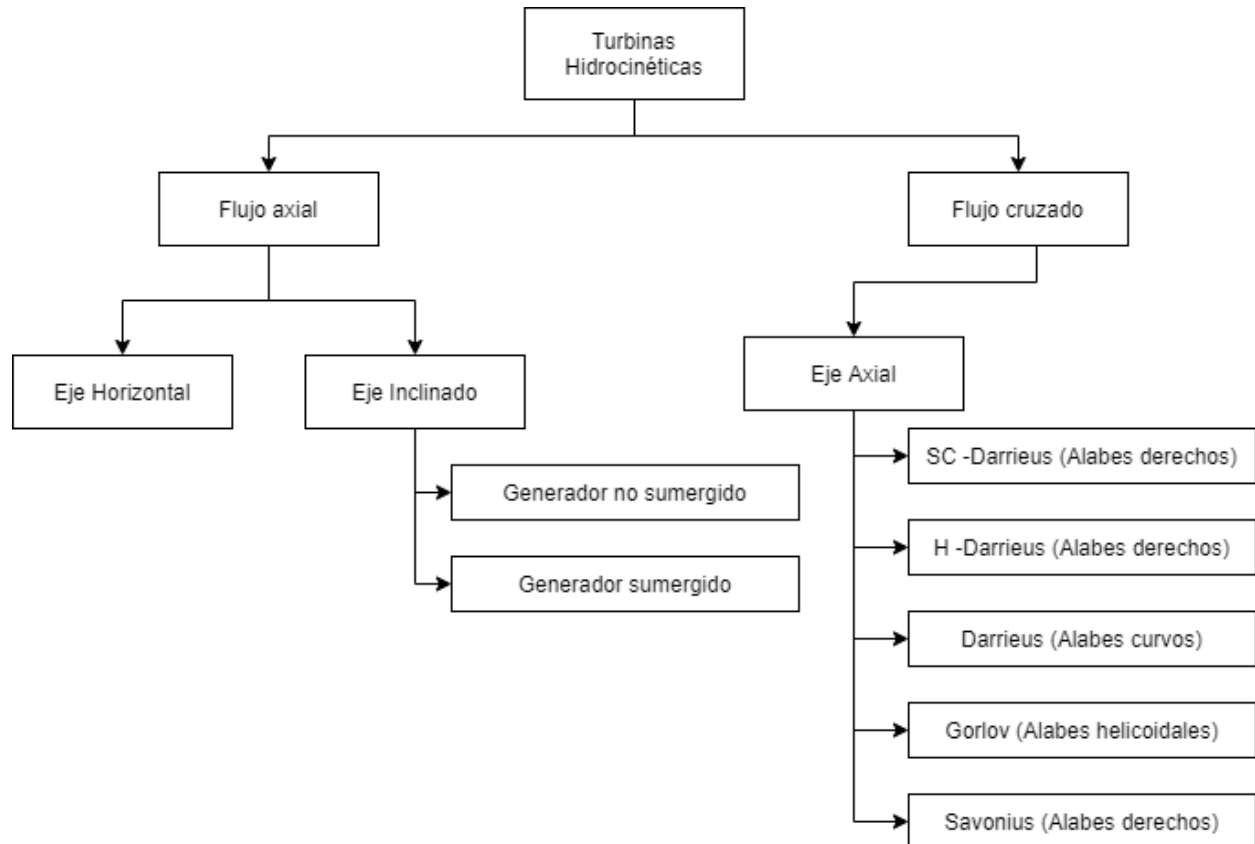 Turbinas
Hidrocinéticas
Flujo axial
Flujo cruzado
Eje Horizontal
Eje Inclinado
Eje Axial
Generador no sumergido
Generador sumergido
SC -Darrieus (Alabes derechos)
H -Darrieus (Alabes derechos)
Darrieus (Alabes curvos)
Gorlov (Alabes helicoidales)
Savonius (Alabes derechos)